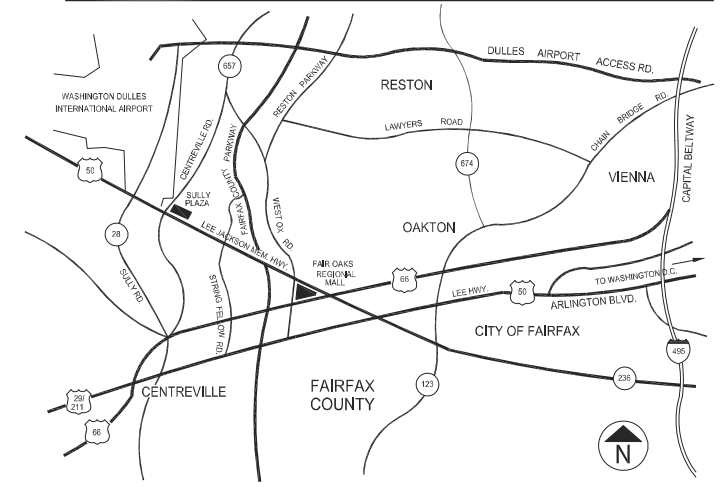 DULLES AIRPORT ACCESS RD.
657
RESTON PARKWAY
RESTON
WASHINGTON DULLES
INTERNATIONAL AIRPORT
LAWYERS ROAD
CHAIN BRIDGE RD.
CENTREVILLE RD.
FAIRFAX COUNTY PARKWAY
CAPITAL BELTWAY
50
674
VIENNA
SULLY
PLAZA
WEST OX RD.
OAKTON
28
LEE JACKSON MEM. HWY.
SULLY RD.
FAIR OAKS
REGIONAL
MALL
66
STRING FELLOW RD.
LEE HWY.
50
TO WASHINGTON D.C.
ARLINGTON BLVD.
CITY OF FAIRFAX
495
CENTREVILLE
FAIRFAX
COUNTY
123
236
29/
211
66
N